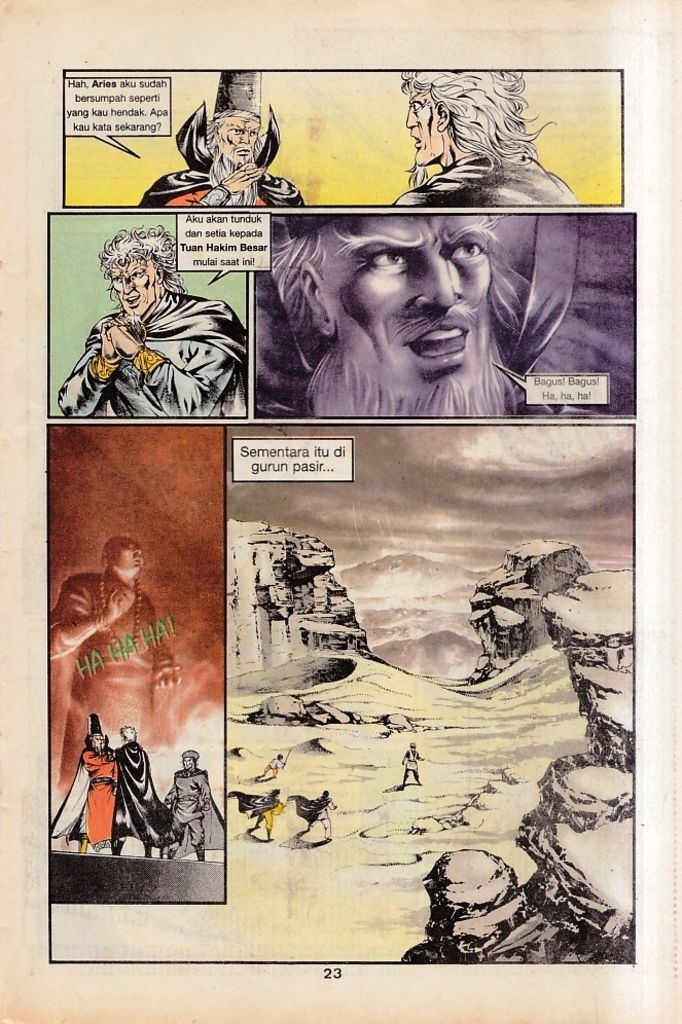 Hah, Aries aku sudah
bersumpah seperti
yang kau hendak. Apa
kau kata sekarang?
Aku akan tunduk
dan setia kepada
Tuan Hakim Besar
mulai saat ini!
Bagus! Bagus!
Ha, ha, ha!
HA HA HA!
Sementara itu di
gurun pasir...
23